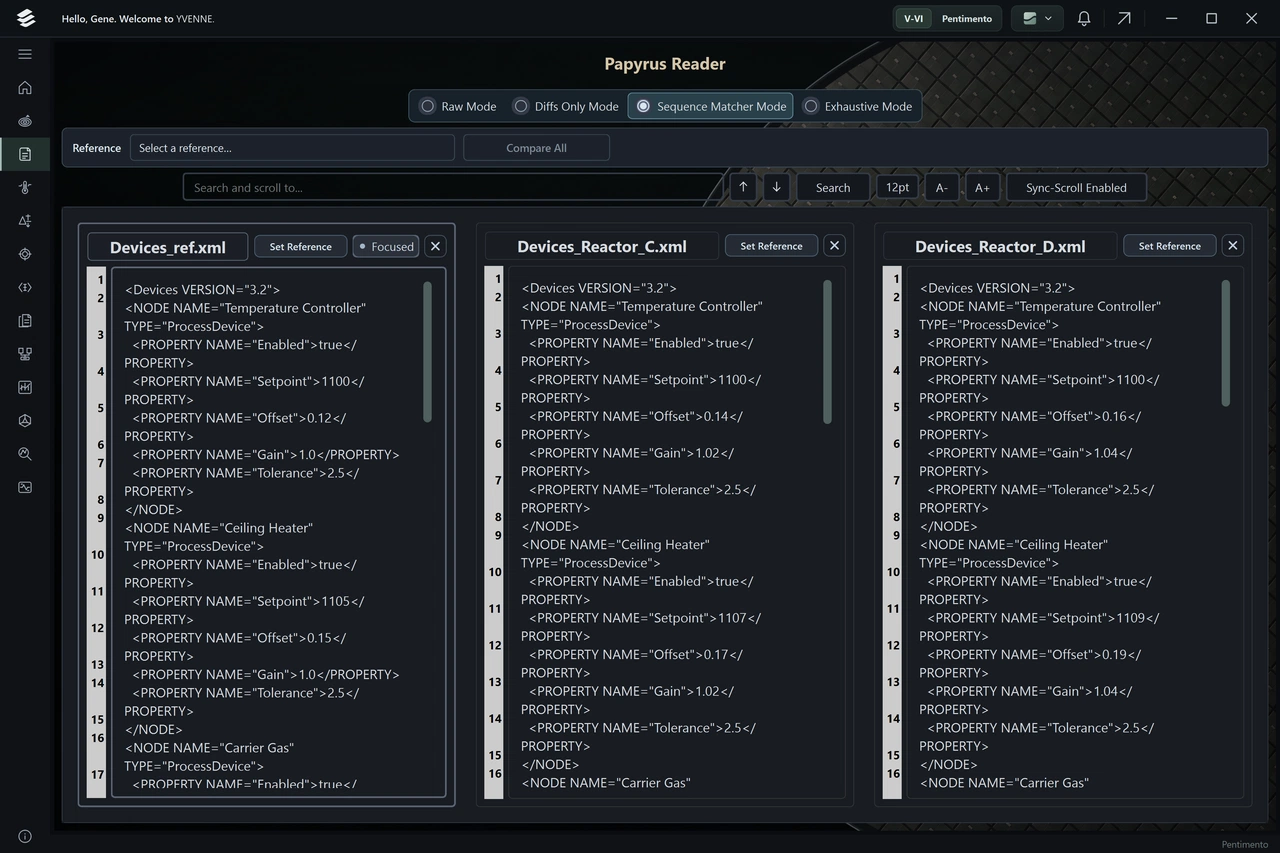 Hello, Gene. Welcome to YVENNE.
V-VI Pentimento
Papyrus Reader
Raw Mode
Diffs Only Mode
Sequence Matcher Mode
Exhaustive Mode
Reference
Select a reference...
Compare All
Search and scroll to...
↑
↓
Search
12pt
A-
A+
Sync-Scroll Enabled
Devices_ref.xml
Set Reference
Focused
1
2
3
4
5
6
7
8
9
10
11
12
13
14
15
16
17
<Devices VERSION="3.2">
<NODE NAME="Temperature Controller"
TYPE="ProcessDevice">
<PROPERTY NAME="Enabled">true</
PROPERTY>
<PROPERTY NAME="Setpoint">1100</
PROPERTY>
<PROPERTY NAME="Offset">0.12</
PROPERTY>
<PROPERTY NAME="Gain">1.0</PROPERTY>
<PROPERTY NAME="Tolerance">2.5</
PROPERTY>
</NODE>
<NODE NAME="Ceiling Heater"
TYPE="ProcessDevice">
<PROPERTY NAME="Enabled">true</
PROPERTY>
<PROPERTY NAME="Setpoint">1105</
PROPERTY>
<PROPERTY NAME="Offset">0.15</
PROPERTY>
<PROPERTY NAME="Gain">1.0</PROPERTY>
<PROPERTY NAME="Tolerance">2.5</
PROPERTY>
</NODE>
<NODE NAME="Carrier Gas"
TYPE="ProcessDevice">
<PROPERTY NAME="Enabled">true</
Devices_Reactor_C.xml
Set Reference
1
2
3
4
5
6
7
8
9
10
11
12
13
14
15
16
<Devices VERSION="3.2">
<NODE NAME="Temperature Controller"
TYPE="ProcessDevice">
<PROPERTY NAME="Enabled">true</
PROPERTY>
<PROPERTY NAME="Setpoint">1100</
PROPERTY>
<PROPERTY NAME="Offset">0.14</
PROPERTY>
<PROPERTY NAME="Gain">1.02</
PROPERTY>
<PROPERTY NAME="Tolerance">2.5</
PROPERTY>
</NODE>
<NODE NAME="Ceiling Heater"
TYPE="ProcessDevice">
<PROPERTY NAME="Enabled">true</
PROPERTY>
<PROPERTY NAME="Setpoint">1107</
PROPERTY>
<PROPERTY NAME="Offset">0.17</
PROPERTY>
<PROPERTY NAME="Gain">1.02</
PROPERTY>
<PROPERTY NAME="Tolerance">2.5</
PROPERTY>
</NODE>
<NODE NAME="Carrier Gas"
Devices_Reactor_D.xml
Set Reference
1
2
3
4
5
6
7
8
9
10
11
12
13
14
15
16
<Devices VERSION="3.2">
<NODE NAME="Temperature Controller"
TYPE="ProcessDevice">
<PROPERTY NAME="Enabled">true</
PROPERTY>
<PROPERTY NAME="Setpoint">1100</
PROPERTY>
<PROPERTY NAME="Offset">0.16</
PROPERTY>
<PROPERTY NAME="Gain">1.04</
PROPERTY>
<PROPERTY NAME="Tolerance">2.5</
PROPERTY>
</NODE>
<NODE NAME="Ceiling Heater"
TYPE="ProcessDevice">
<PROPERTY NAME="Enabled">true</
PROPERTY>
<PROPERTY NAME="Setpoint">1109</
PROPERTY>
<PROPERTY NAME="Offset">0.19</
PROPERTY>
<PROPERTY NAME="Gain">1.04</
PROPERTY>
<PROPERTY NAME="Tolerance">2.5</
PROPERTY>
</NODE>
<NODE NAME="Carrier Gas"
Pentimento